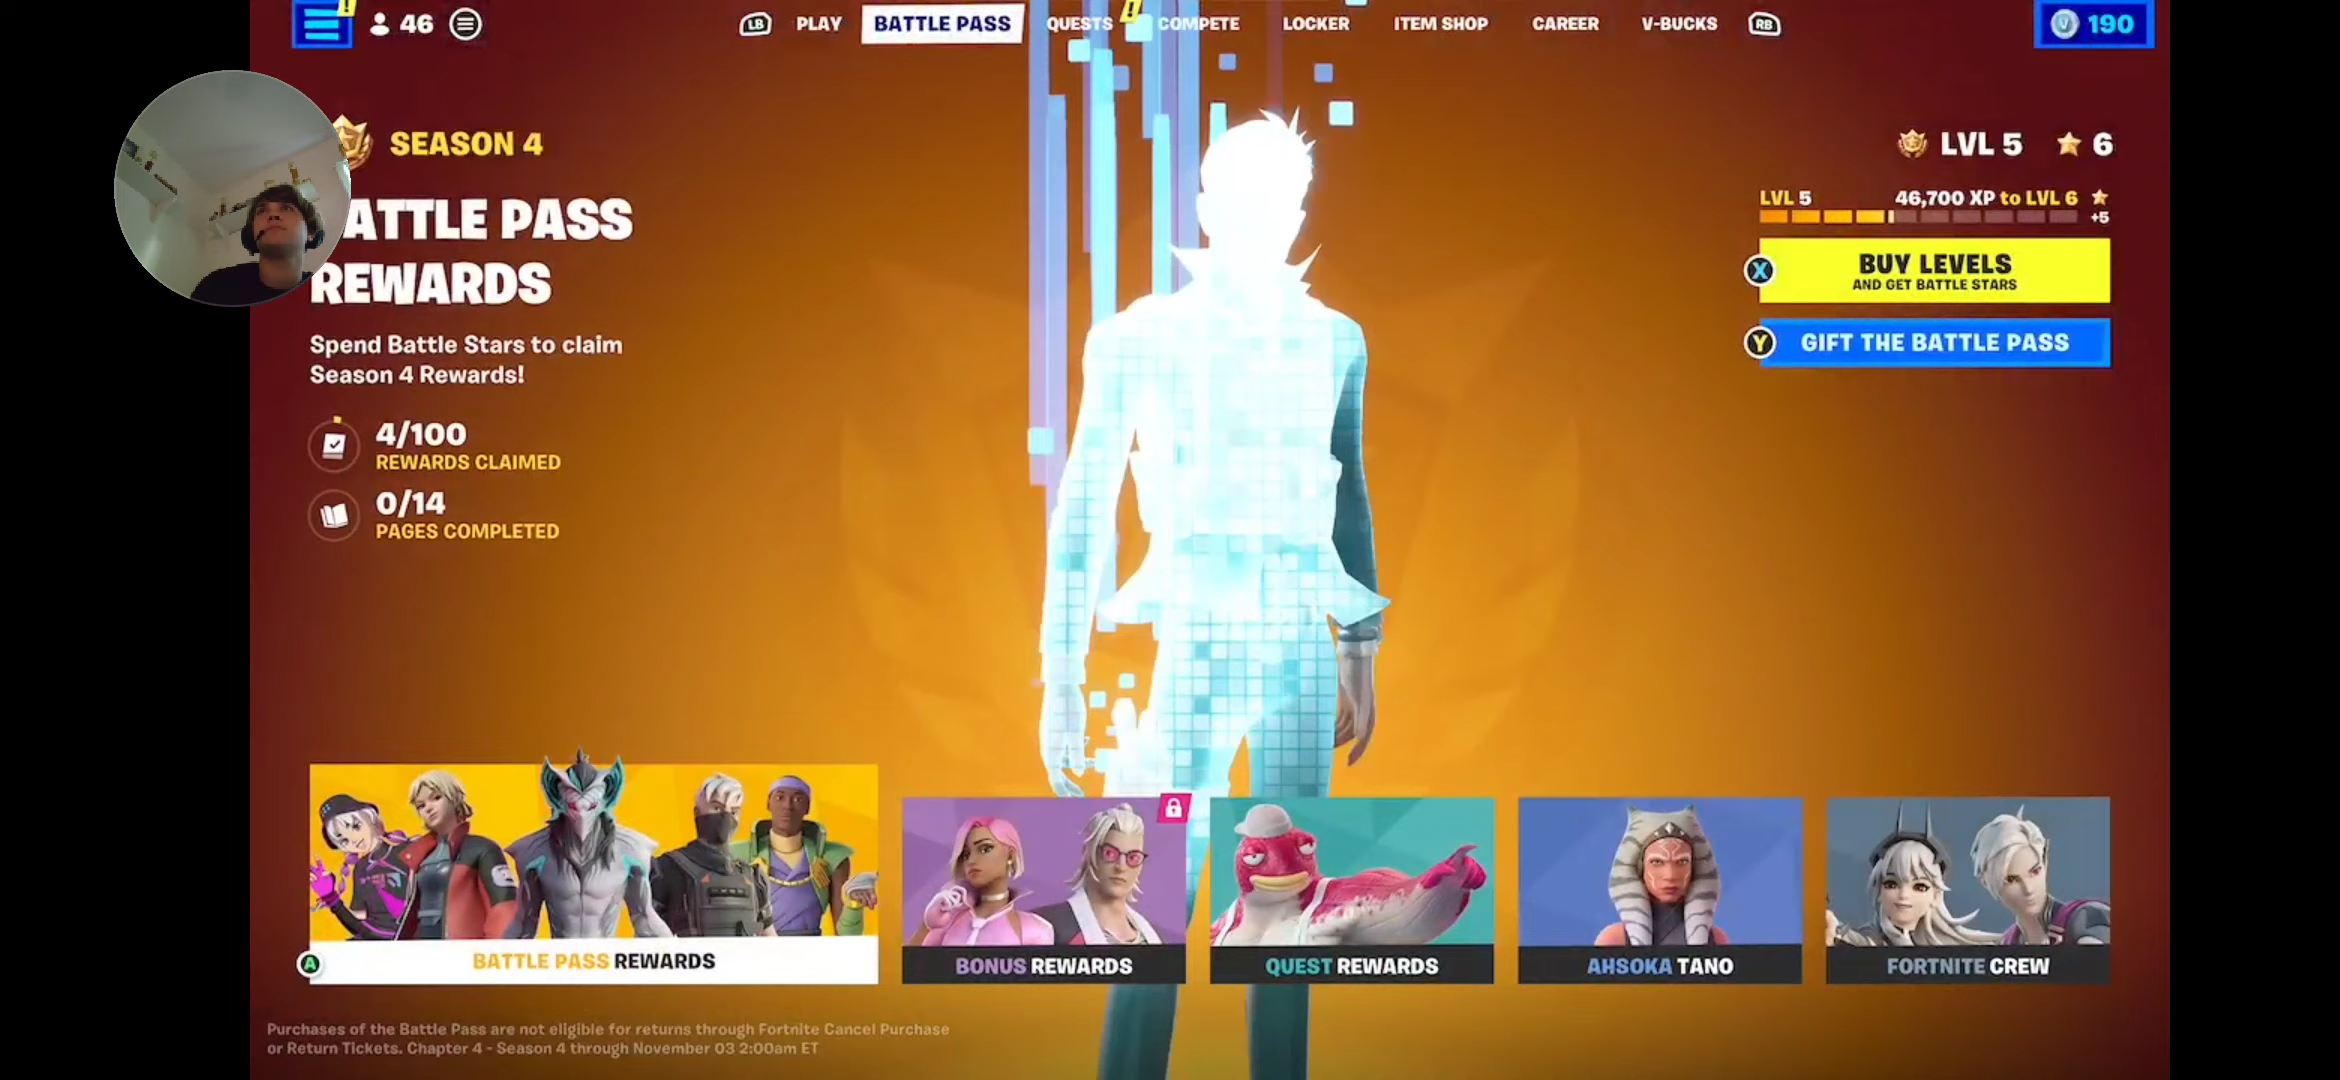 46
LB
PLAY
BATTLE PASS
QUESTS
COMPETE
LOCKER
ITEM SHOP
CAREER
V-BUCKS
RB
190
SEASON 4
ATTLE PASS
REWARDS
Spend Battle Stars to claim
Season 4 Rewards!
4/100
REWARDS CLAIMED
0/14
PAGES COMPLETED
LVL 5
6
LVL 5
46,700 XP to LVL 6
+5
X
BUY LEVELS
AND GET BATTLE STARS
Y
GIFT THE BATTLE PASS
A
BATTLE PASS REWARDS
BONUS REWARDS
QUEST REWARDS
AHSOKA TANO
FORTNITE CREW
Purchases of the Battle Pass are not eligible for returns through Fortnite Cancel Purchase
or Return Tickets. Chapter 4 - Season 4 through November 03 2:00am ET